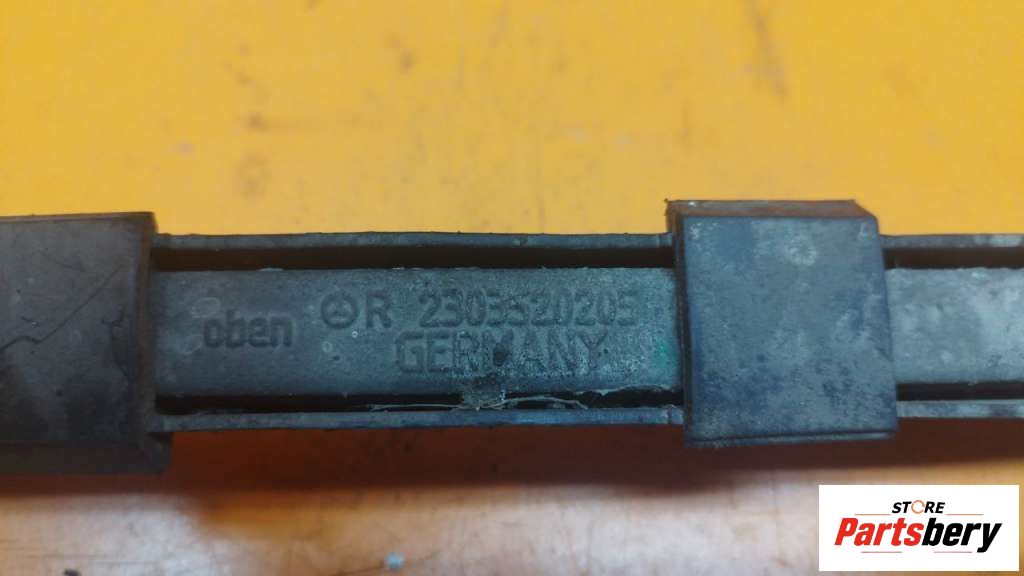 oben R 2303520205
GERMANY
STORE
Partsbery